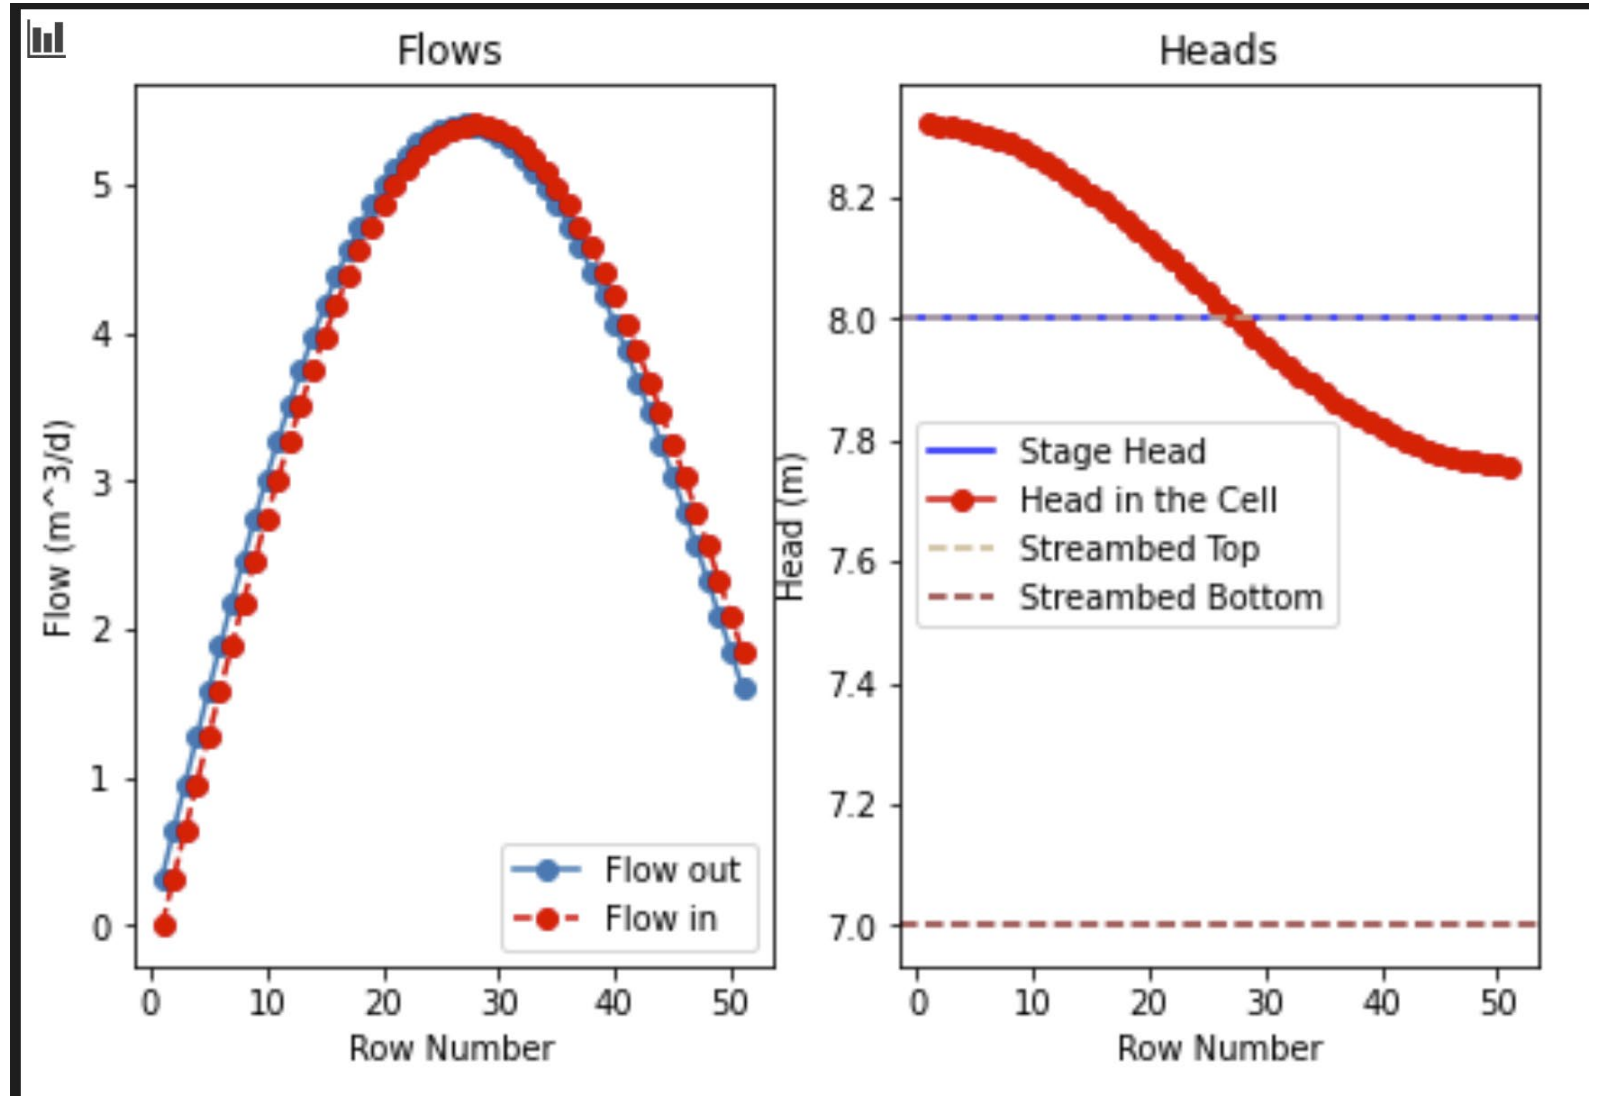 Flows
Flow (m^3/d)
5
4
3
2
1
0
0 10 20 30 40 50
Row Number
Flow out
Flow in
Heads
Head (m)
8.2
8.0
7.8
7.6
7.4
7.2
7.0
0 10 20 30 40 50
Row Number
Stage Head
Head in the Cell
Streambed Top
Streambed Bottom